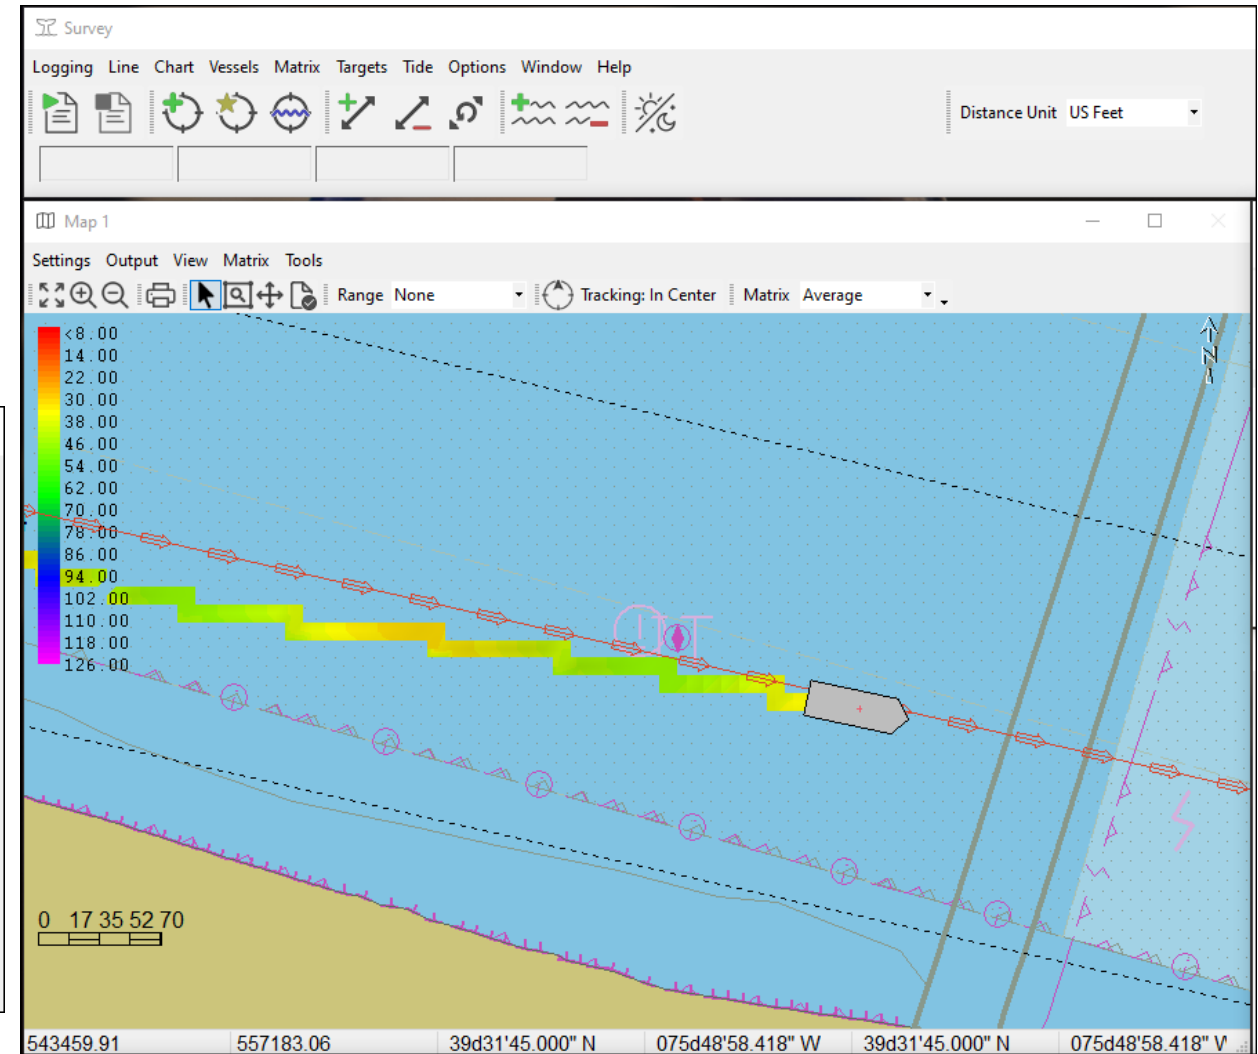 Survey
Logging Line Chart Vessels Matrix Targets Tide Options Window Help
Distance Unit US Feet
Map 1
Settings Output View Matrix Tools
Range None Tracking: In Center Matrix Average
<8.00
14.00
22.00
30.00
38.00
46.00
54.00
62.00
70.00
78.00
86.00
94.00
102.00
110.00
118.00
126.00
N
0 17 35 52 70
543459.91 557183.06 39d31'45.000" N 075d48'58.418" W 39d31'45.000" N 075d48'58.418" W